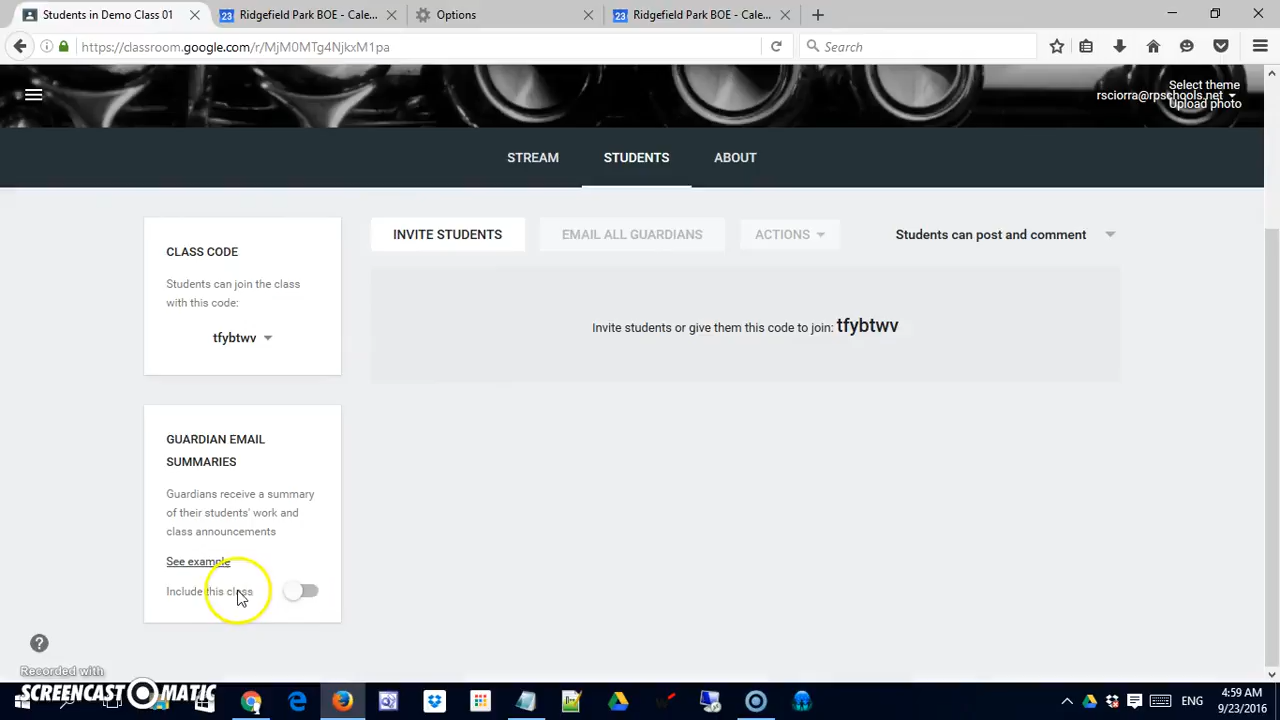 Students in Demo Class 01
Ridgefield Park BOE - Cale...
Options
Ridgefield Park BOE - Cale...
https://classroom.google.com/r/MjM0MTg4NjkxM1pa
Search
Select theme
rsciorra@rpschools.net
Upload photo
STREAM
STUDENTS
ABOUT
CLASS CODE
Students can join the class
with this code:
tfybtwv
INVITE STUDENTS
EMAIL ALL GUARDIANS
ACTIONS
Students can post and comment
Invite students or give them this code to join: tfybtwv
GUARDIAN EMAIL
SUMMARIES
Guardians receive a summary
of their students' work and
class announcements
See example
Include this class
Recorded with
SCREENCAST MATIC
ENG
4:59 AM
9/23/2016